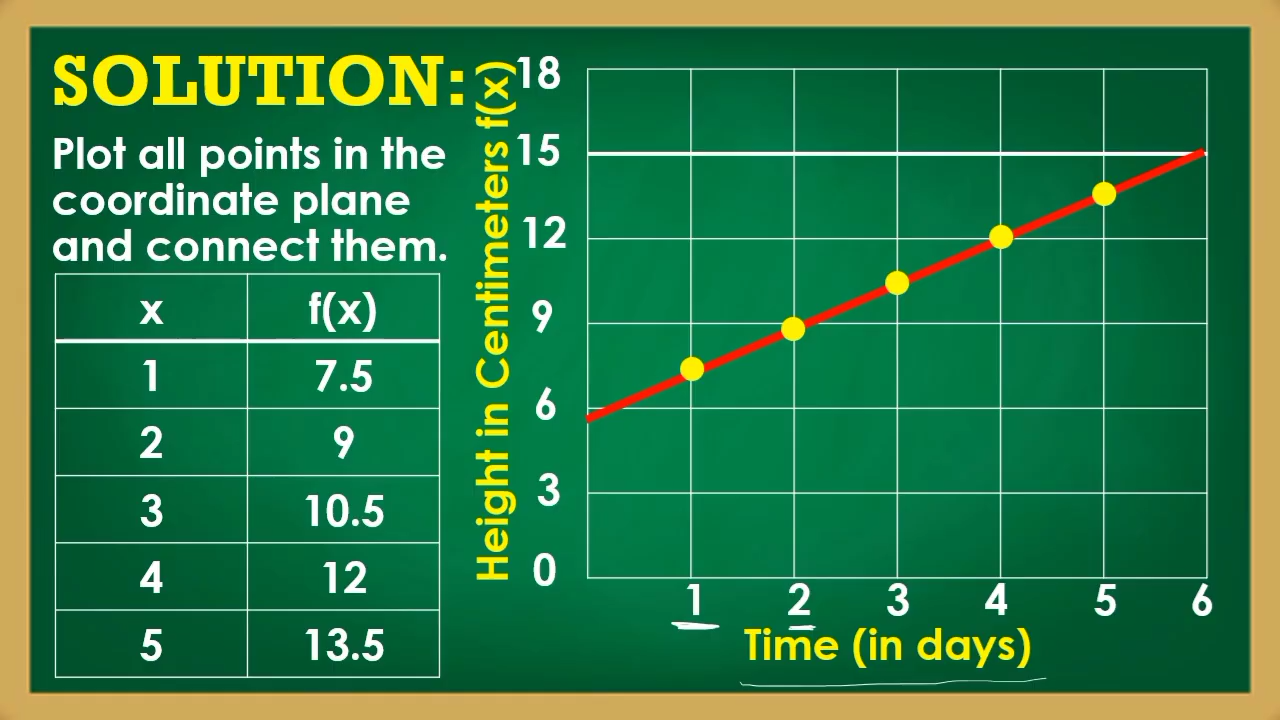 SOLUTION:
Plot all points in the
coordinate plane
and connect them.
x f(x)
1 7.5
2 9
3 10.5
4 12
5 13.5
Height in Centimeters f(x)
18
15
12
9
6
3
0
1 2 3 4 5 6
Time (in days)